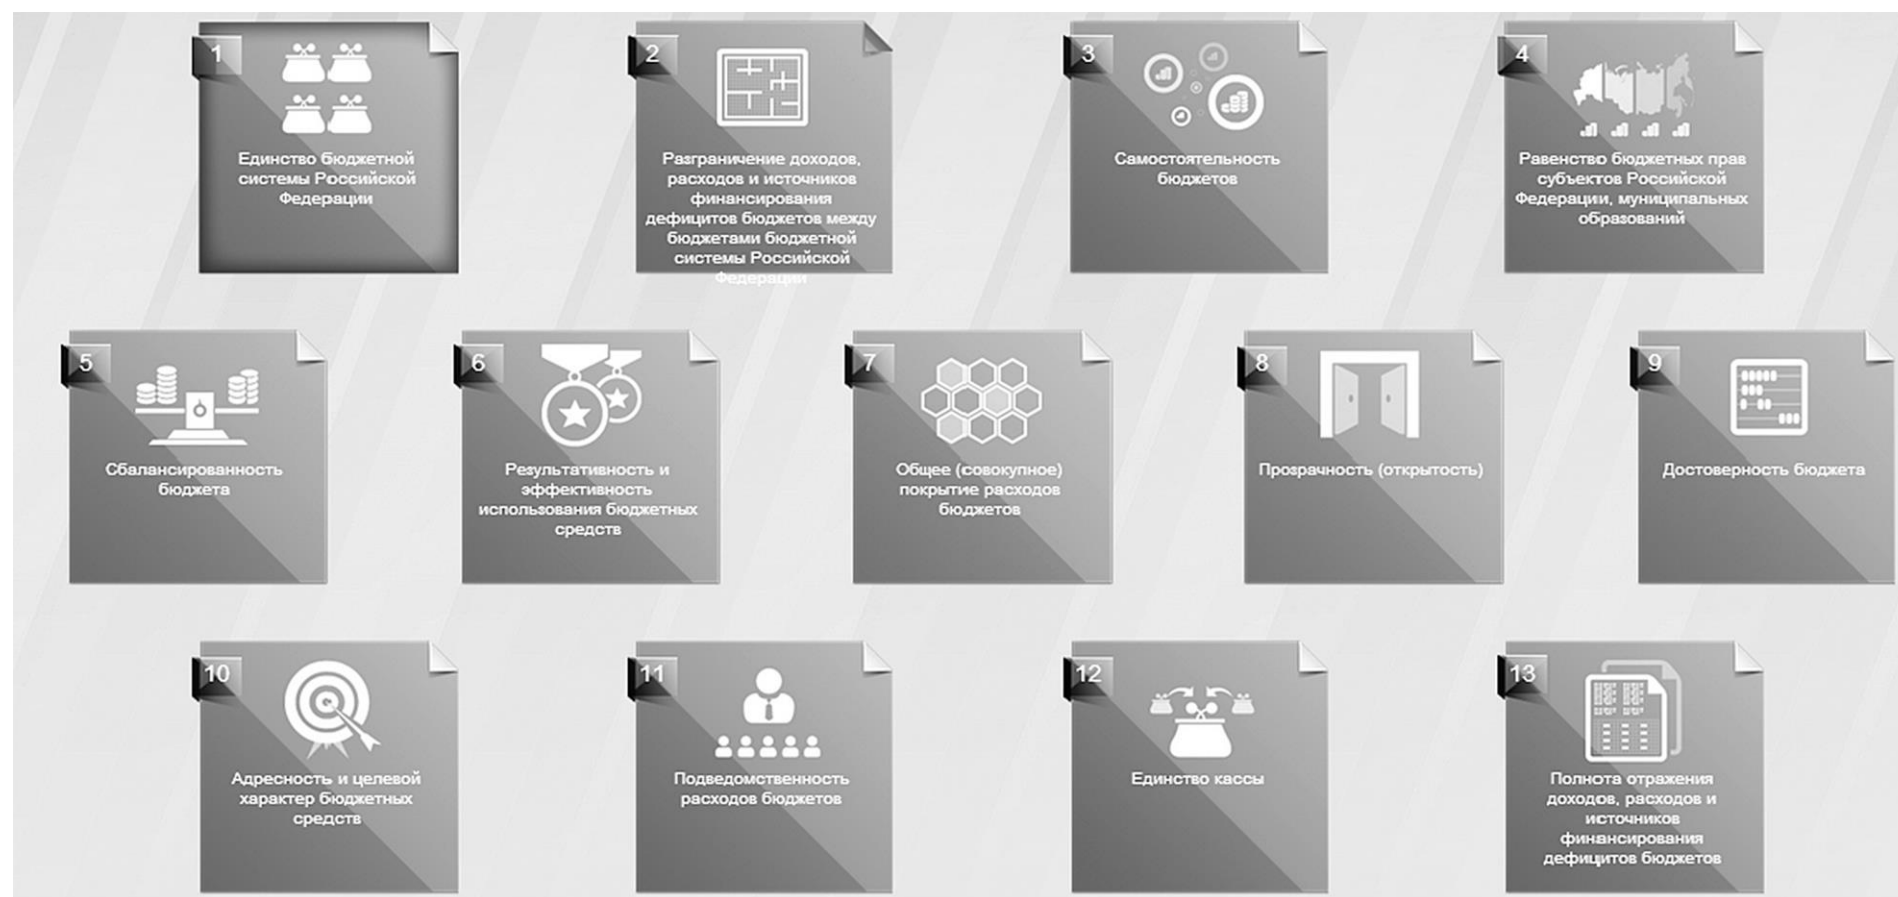 1
Единство бюджетной
системы Российской
Федерации
2
Разграничение доходов,
расходов и источников
финансирования
дефицитов бюджетов между
бюджетами бюджетной
системы Российской
Федерации
3
Самостоятельность
бюджетов
4
Равенство бюджетных прав
субъектов Российской
Федерации, муниципальных
образований
5
Сбалансированность
бюджета
6
Результативность и
эффективность
использования бюджетных
средств
7
Общее (совокупное)
покрытие расходов
бюджетов
8
Прозрачность (открытость)
9
Достоверность бюджета
10
Адресность и целевой
характер бюджетных
средств
11
Подведомственность
расходов бюджетов
12
Единство кассы
13
Полнота отражения
доходов, расходов и
источников
финансирования
дефицитов бюджетов